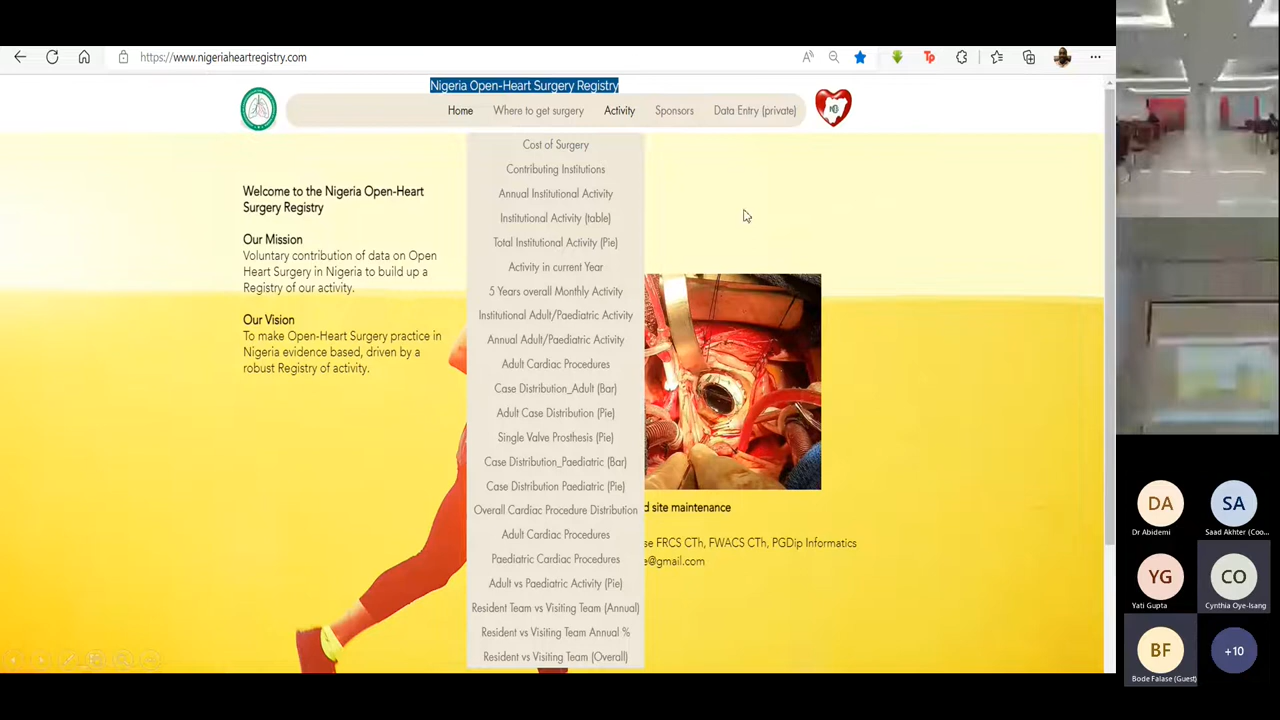 https://www.nigeriaheartregistry.com
Nigeria Open-Heart Surgery Registry
Home
Where to get surgery
Activity
Sponsors
Data Entry (private)
Cost of Surgery
Contributing Institutions
Annual Institutional Activity
Institutional Activity (table)
Total Institutional Activity (Pie)
Activity in current Year
5 Years overall Monthly Activity
Institutional Adult/Paediatric Activity
Annual Adult/Paediatric Activity
Adult Cardiac Procedures
Case Distribution_Adult (Bar)
Adult Case Distribution (Pie)
Single Valve Prosthesis (Pie)
Case Distribution_Paediatric (Bar)
Case Distribution Paediatric (Pie)
Overall Cardiac Procedure Distribution
Adult Cardiac Procedures
Paediatric Cardiac Procedures
Adult vs Paediatric Activity (Pie)
Resident Team vs Visiting Team (Annual)
Resident vs Visiting Team Annual %
Resident vs Visiting Team (Overall)
Welcome to the Nigeria Open-Heart
Surgery Registry
Our Mission
Voluntary contribution of data on Open
Heart Surgery in Nigeria to build up a
Registry of our activity.
Our Vision
To make Open-Heart Surgery practice in
Nigeria evidence based, driven by a
robust Registry of activity.
d site maintenance
se FRCS CTh, FWACS CTh, PGDip Informatics
e@gmail.com
DA
Dr Abidemi
SA
Saad Akhter (Coo...
YG
Yati Gupta
CO
Cynthia Oye-Isang
BF
Bode Falase (Guest)
+10